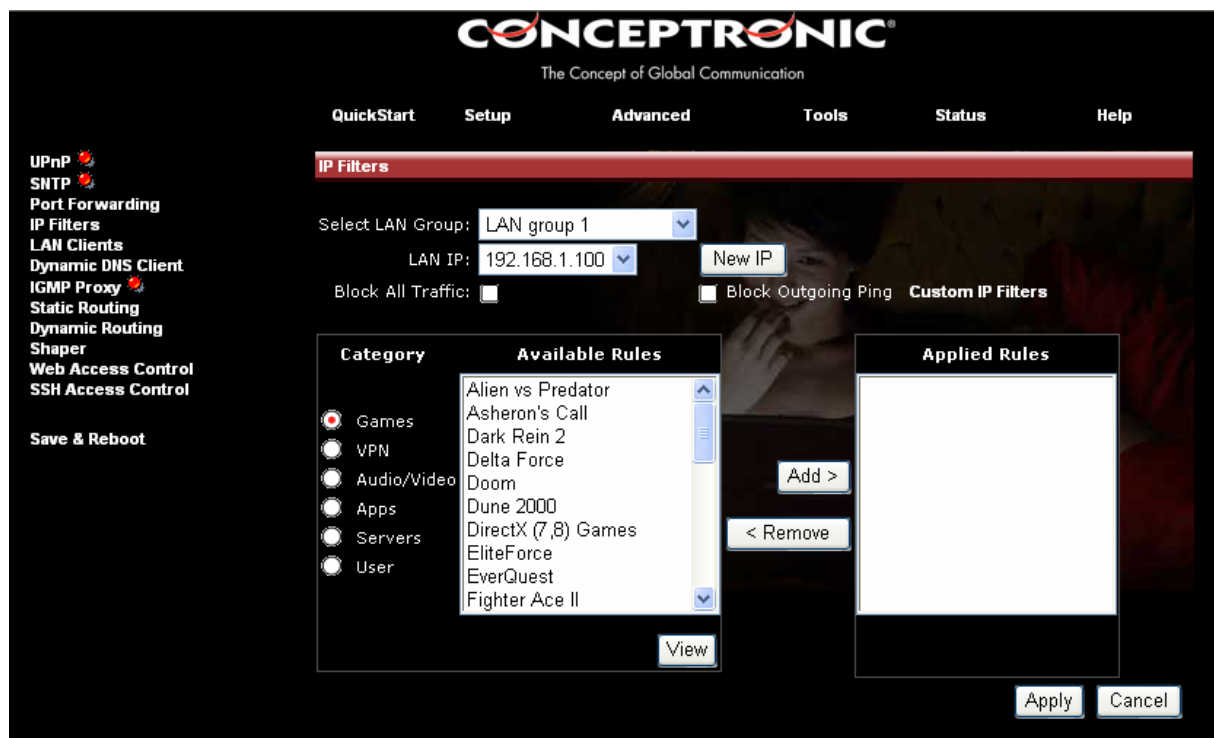 CONCEPTRONIC®
The Concept of Global Communication
QuickStart Setup Advanced Tools Status Help
UPnP
SNTP
Port Forwarding
IP Filters
LAN Clients
Dynamic DNS Client
IGMP Proxy
Static Routing
Dynamic Routing
Shaper
Web Access Control
SSH Access Control
Save & Reboot
IP Filters
Select LAN Group: LAN group 1
LAN IP: 192.168.1.100 New IP
Block All Traffic: Block Outgoing Ping Custom IP Filters
Category Available Rules
Games
VPN
Audio/Video
Apps
Servers
User
Alien vs Predator
Asheron's Call
Dark Rein 2
Delta Force
Doom
Dune 2000
DirectX (7,8) Games
EliteForce
EverQuest
Fighter Ace II
View
Add >
< Remove
Applied Rules
Apply Cancel